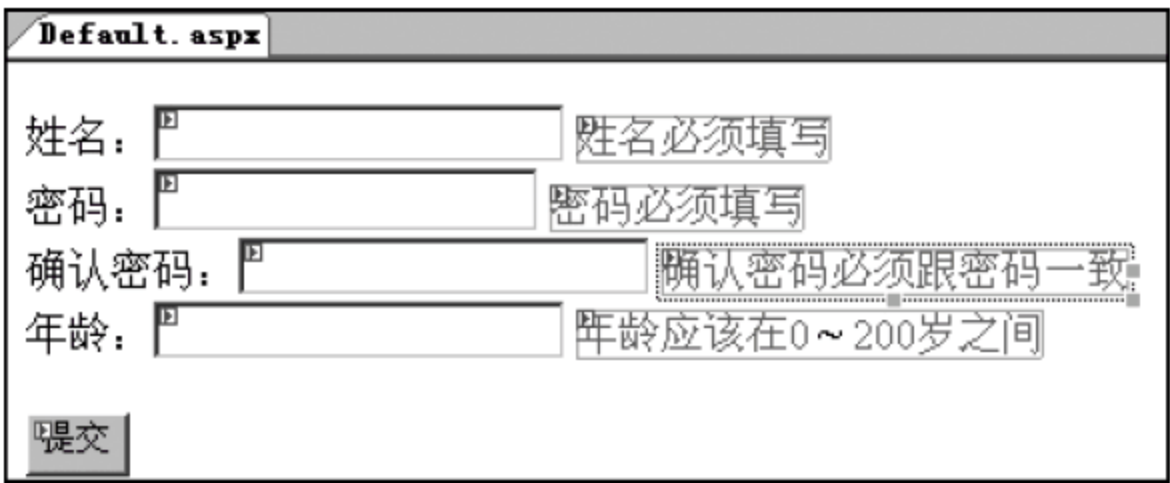 Default.aspx
姓名： 姓名必须填写
密码： 密码必须填写
确认密码： 确认密码必须跟密码一致
年龄： 年龄应该在0～200岁之间
提交